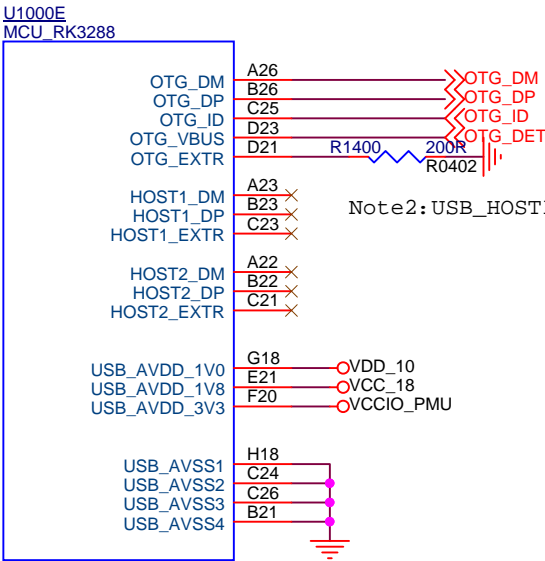 U1000E
MCU_RK3288
OTG_DM A26 OTG_DM
OTG_DP B26 OTG_DP
OTG_ID C25 OTG_ID
OTG_VBUS D23 OTG_DET
OTG_EXTR D21 R1400 200R
R0402
HOST1_DM A23
HOST1_DP B23
HOST1_EXTR C23
Note2:USB_HOST
HOST2_DM A22
HOST2_DP B22
HOST2_EXTR C21
USB_AVDD_1V0 G18 VDD_10
USB_AVDD_1V8 E21 VCC_18
USB_AVDD_3V3 F20 VCCIO_PMU
USB_AVSS1 H18
USB_AVSS2 C24
USB_AVSS3 C26
USB_AVSS4 B21